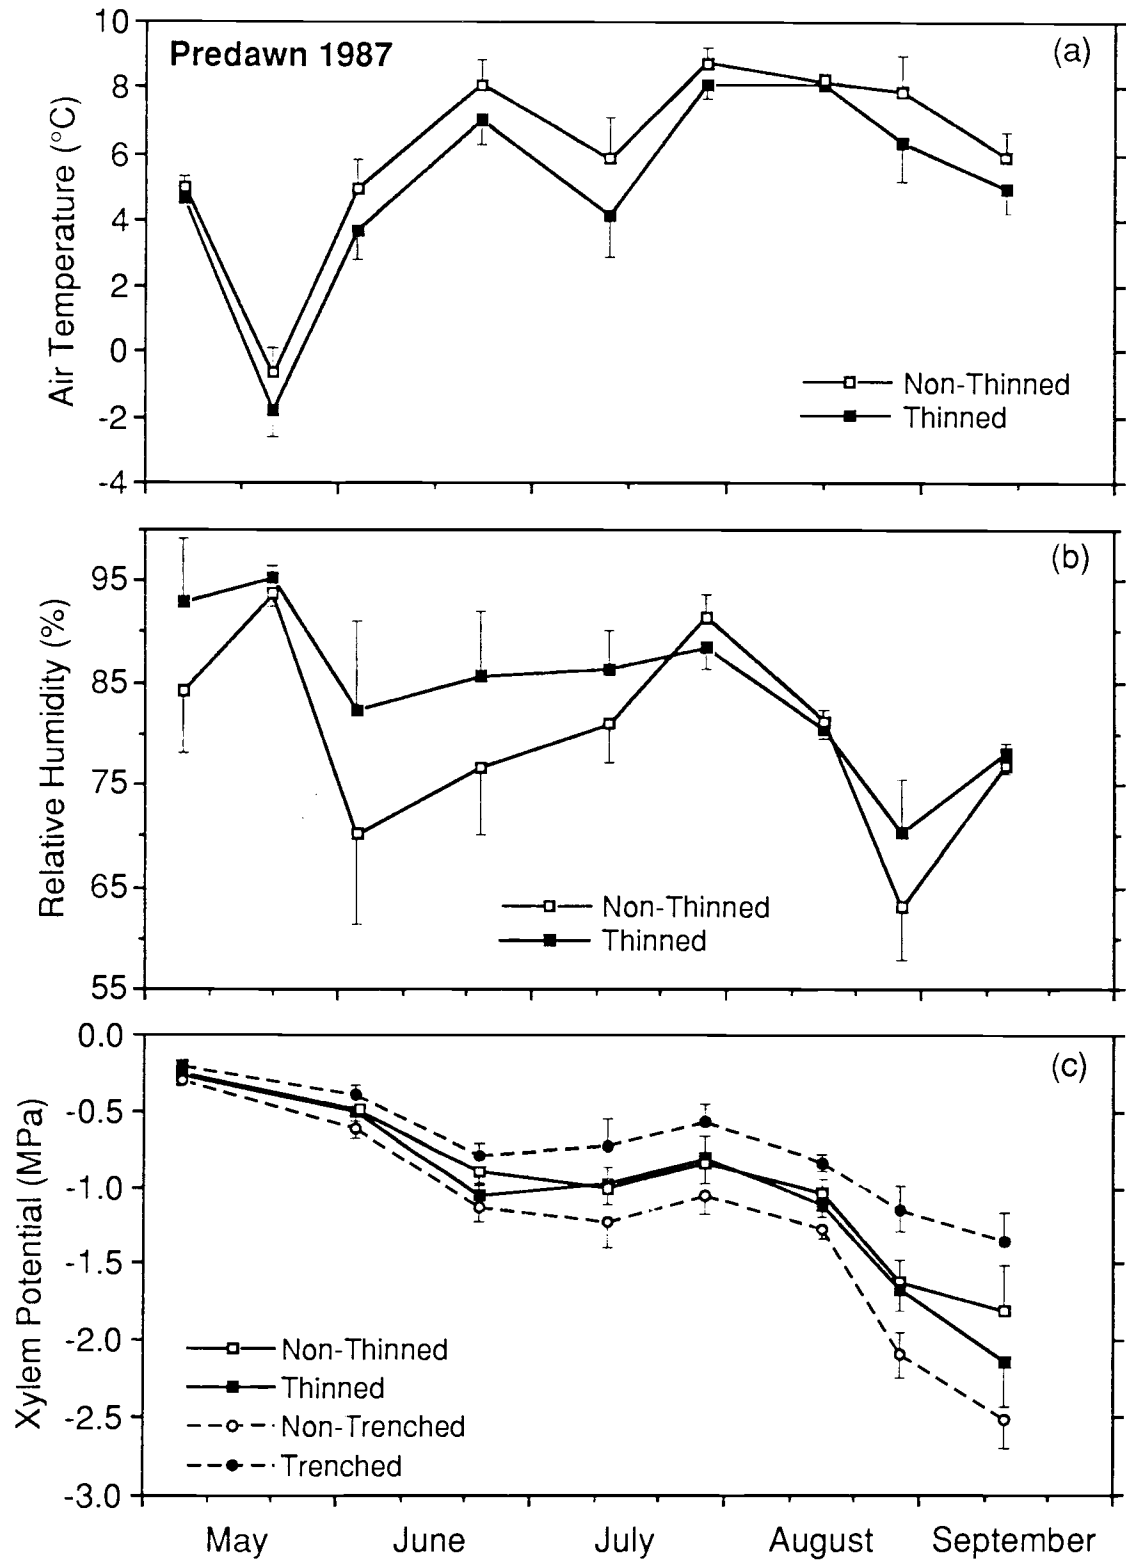 Predawn 1987
(a)
Air Temperature (°C)
10
8
6
4
2
0
-2
-4
Non-Thinned
Thinned
(b)
Relative Humidity (%)
95
85
75
65
55
Non-Thinned
Thinned
(c)
Xylem Potential (MPa)
0.0
-0.5
-1.0
-1.5
-2.0
-2.5
-3.0
Non-Thinned
Thinned
Non-Trenched
Trenched
May June July August September